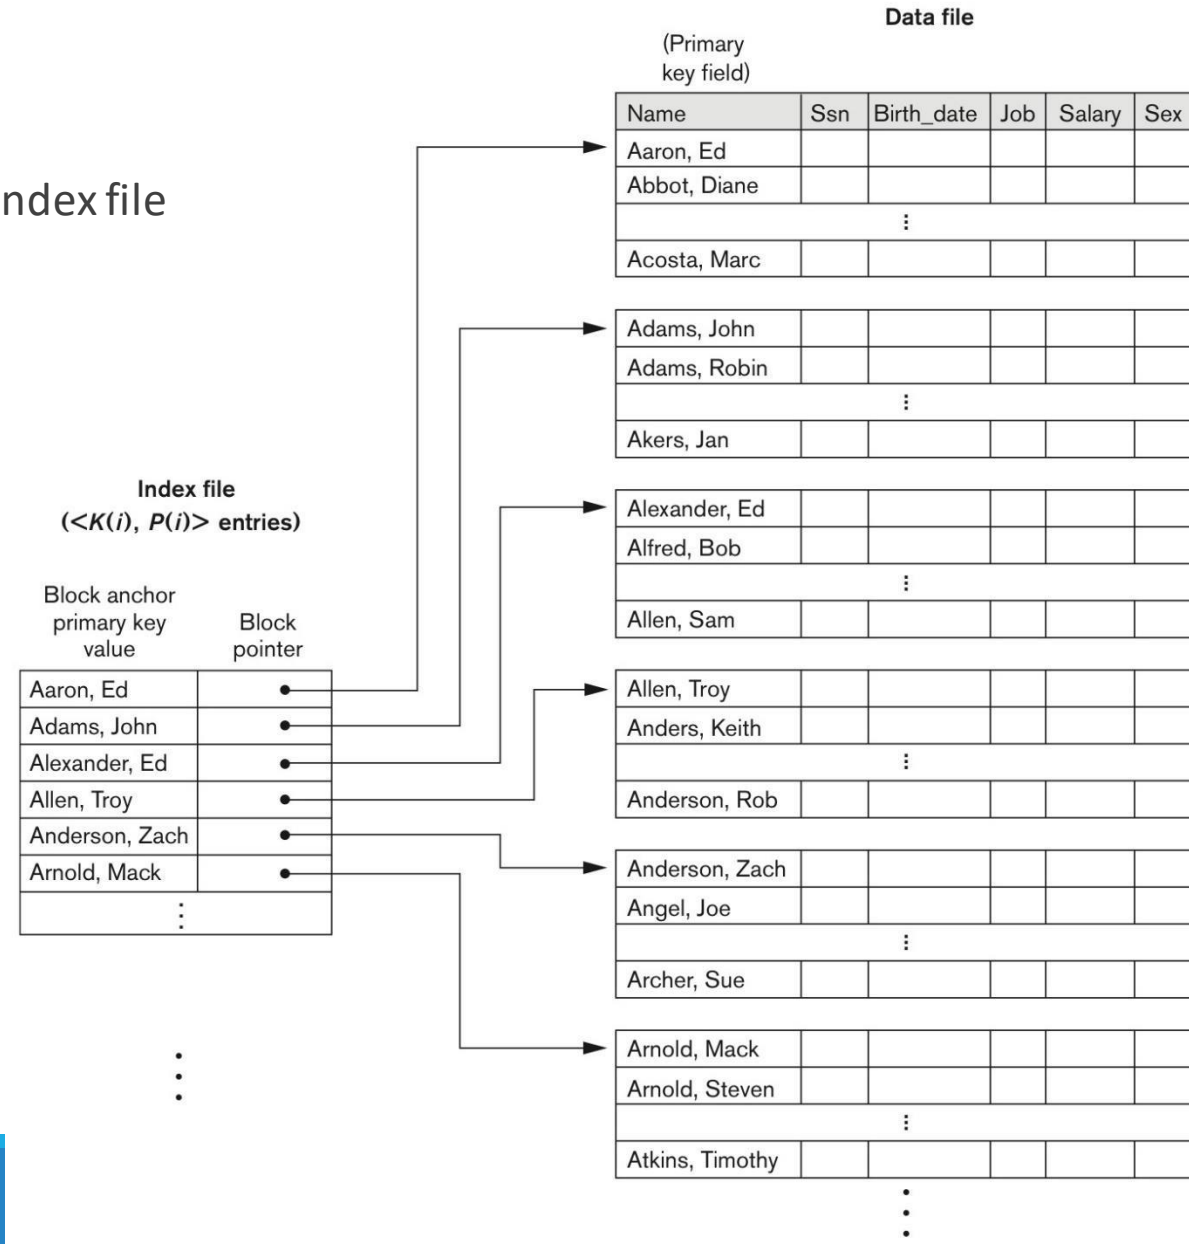 ndex file
Index file
(<K(i), P(i)> entries)
Block anchor
primary key
value
Block
pointer
Aaron, Ed
Adams, John
Alexander, Ed
Allen, Troy
Anderson, Zach
Arnold, Mack
Data file
(Primary
key field)
Name Ssn Birth_date Job Salary Sex
Aaron, Ed
Abbot, Diane
Acosta, Marc
Adams, John
Adams, Robin
Akers, Jan
Alexander, Ed
Alfred, Bob
Allen, Sam
Allen, Troy
Anders, Keith
Anderson, Rob
Anderson, Zach
Angel, Joe
Archer, Sue
Arnold, Mack
Arnold, Steven
Atkins, Timothy